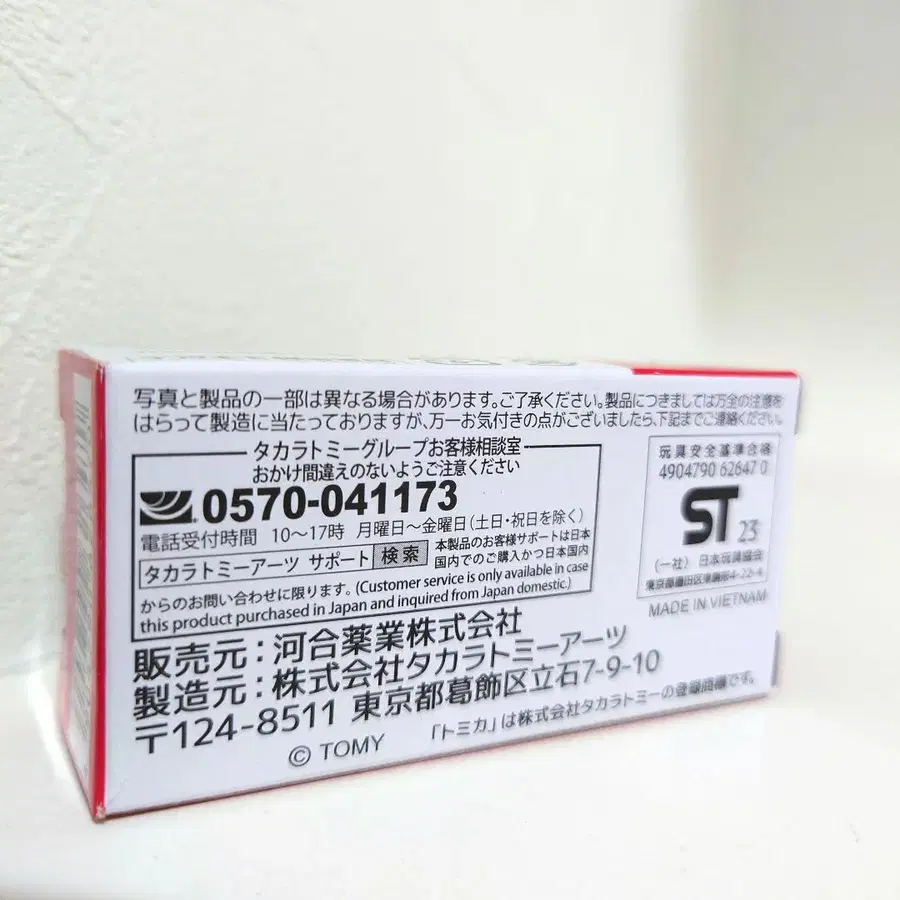 写真と製品の一部は異なる場合があります。ご了承ください。製品につきましては万全の注意を
はらって製造に当たっておりますが、万一お気付きの点がございましたら、下記までご連絡ください。
タカラトミーグループお客様相談室
おかけ間違えのないようご注意ください
0570-041173
電話受付時間 10〜17時 月曜日〜金曜日(土日・祝日を除く)
タカラトミーアーツ サポート 検索
本製品のお客様サポートは日本
国内でのご購入かつ日本国内
からのお問い合わせに限ります。(Customer service is only available in case
this product purchased in Japan and inquired from Japan domestic.)
玩具安全基準合格
4904790 62647 0
ST 23
(一社) 日本玩具協会
東京都墨田区東駒形4-22-4
MADE IN VIETNAM
販売元:河合薬業株式会社
製造元:株式会社タカラトミーアーツ
〒124-8511 東京都葛飾区立石7-9-10
© TOMY 「トミカ」は株式会社タカラトミーの登録商標です。